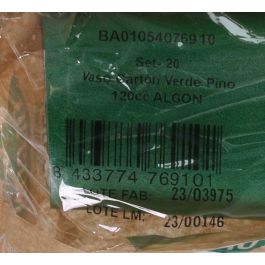 BA01054076910
Set- 20
Vaso Carton Verde Pino
120cc ALGON
8 433774 769101
LOTE FAB: 23/03975
LOTE LM: 23/00146